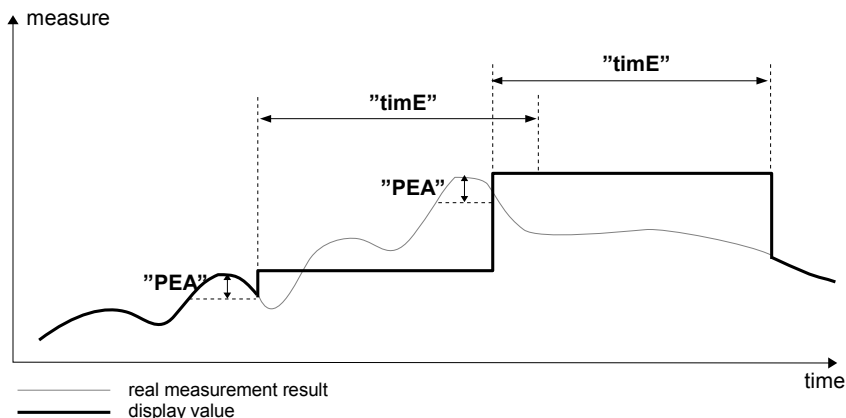 measure
”timE”
”timE”
”PEA”
”PEA”
time
real measurement result
display value